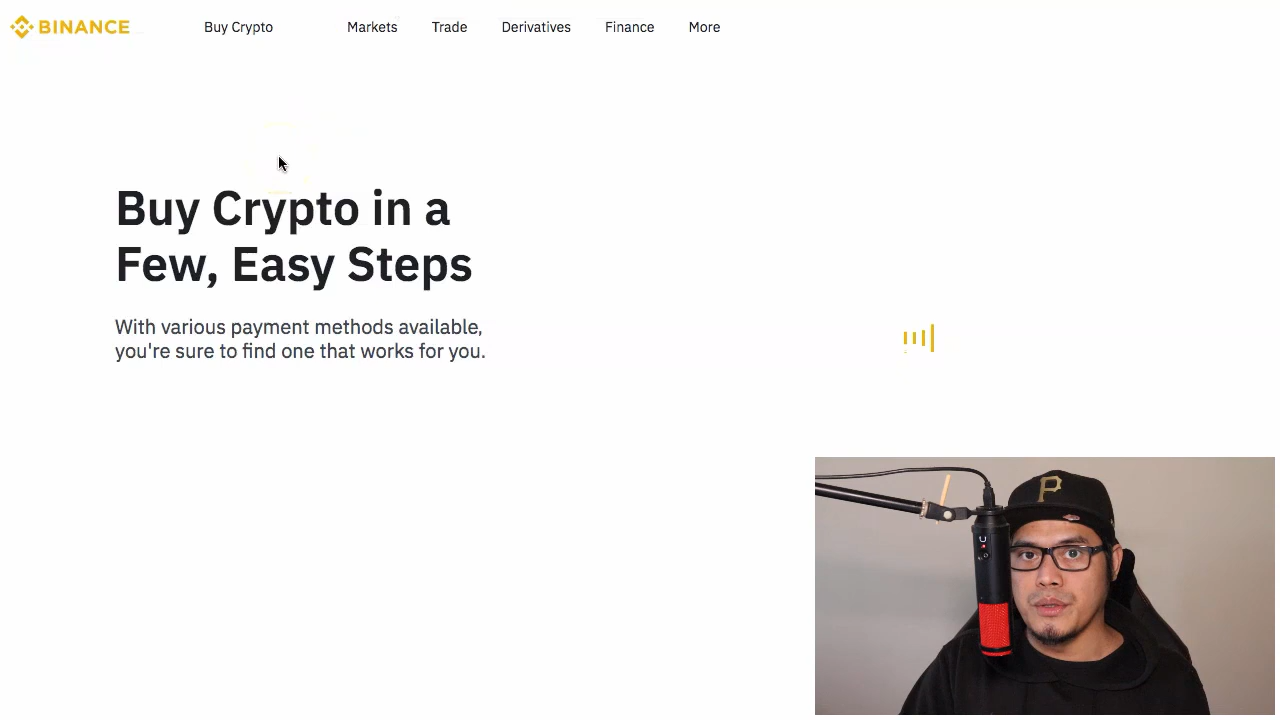 BINANCE
Buy Crypto
Markets
Trade
Derivatives
Finance
More
Buy Crypto in a
Few, Easy Steps
With various payment methods available,
you're sure to find one that works for you.
P